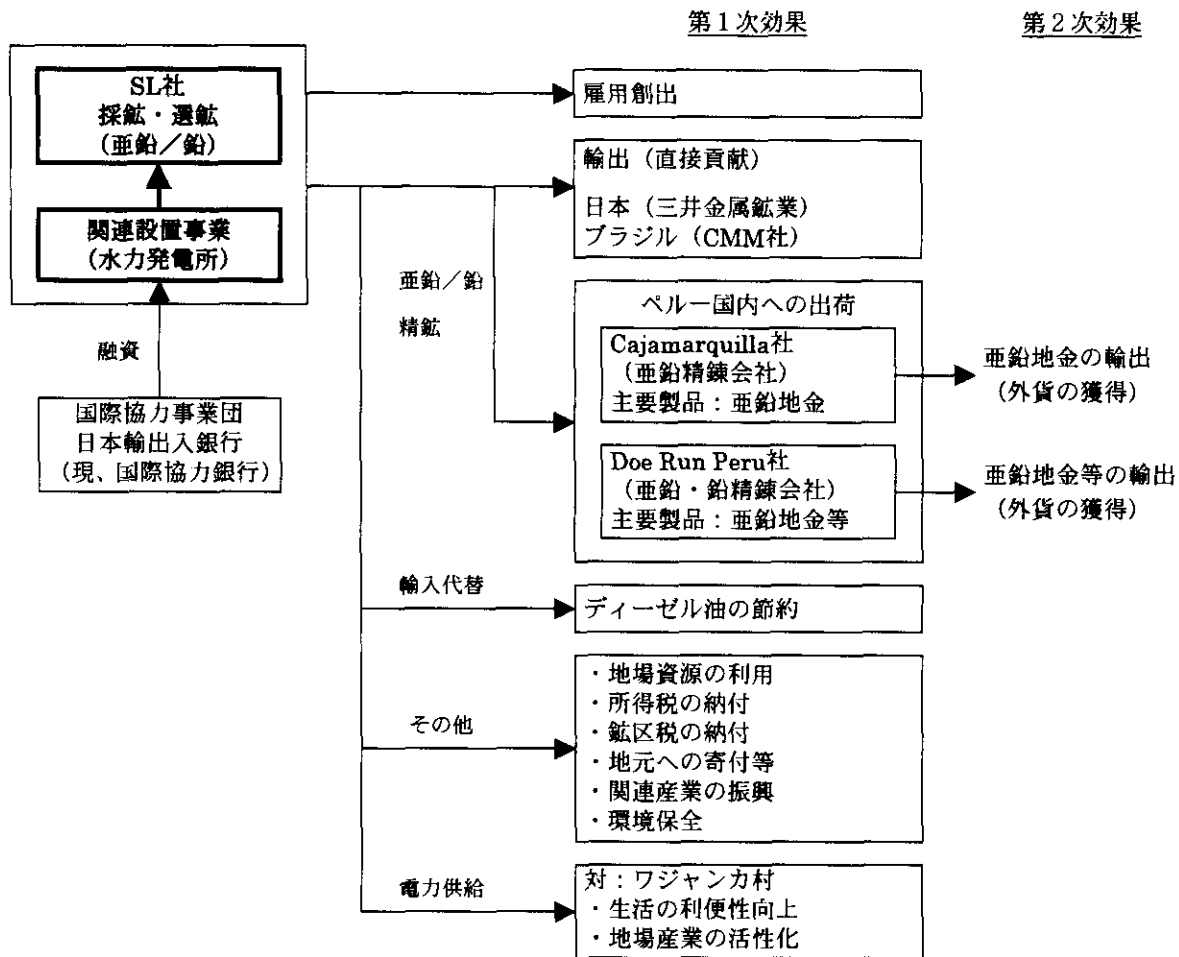 第１次効果
第２次効果
SL社
採鉱・選鉱
(亜鉛／鉛)
関連設置事業
(水力発電所)
融資
国際協力事業団
日本輸出入銀行
(現、国際協力銀行)
雇用創出
輸出（直接貢献）
日本（三井金属鉱業）
ブラジル（CMM社）
亜鉛／鉛
精鉱
ペルー国内への出荷
Cajamarquilla社
（亜鉛精錬会社）
主要製品：亜鉛地金
亜鉛地金の輸出
（外貨の獲得）
Doe Run Peru社
（亜鉛・鉛精錬会社）
主要製品：亜鉛地金等
亜鉛地金等の輸出
（外貨の獲得）
輸入代替
ディーゼル油の節約
その他
・地場資源の利用
・所得税の納付
・鉱区税の納付
・地元への寄付等
・関連産業の振興
・環境保全
電力供給
対：ワジャンカ村
・生活の利便性向上
・地場産業の活性化